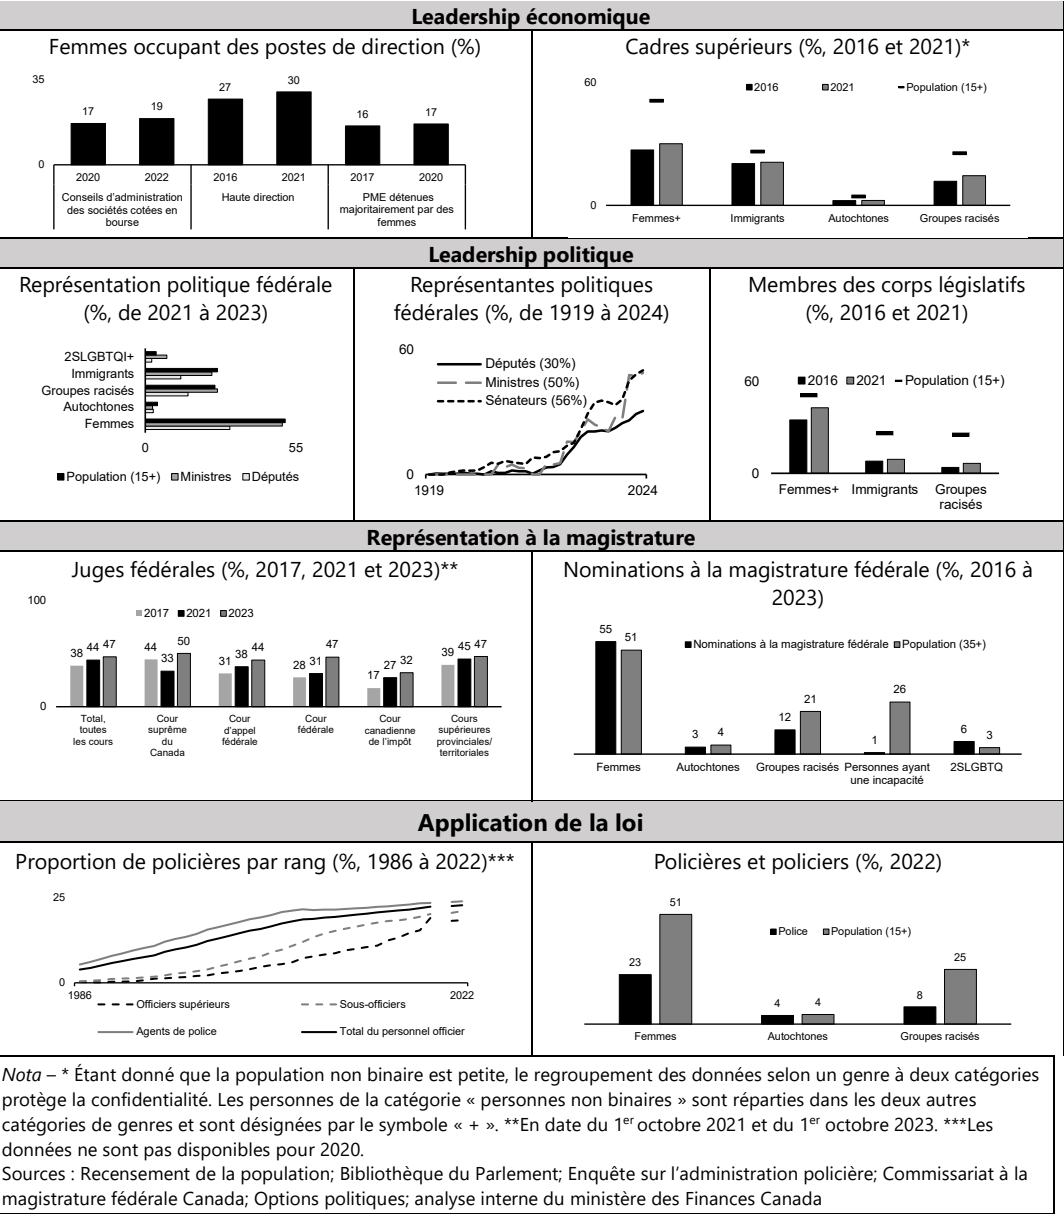 Leadership économique
Femmes occupant des postes de direction (%)
35
0
17
19
27
30
16
17
2020
2022
2016
2021
2017
2020
Conseils d'administration
des sociétés cotées en
bourse
Haute direction
PME détenues
majoritairement par des
femmes
Cadres supérieurs (%, 2016 et 2021)*
60
0
2016
2021
Population (15+)
Femmes+
Immigrants
Autochtones
Groupes racisés
Leadership politique
Représentation politique fédérale
(%, de 2021 à 2023)
2SLGBTQI+
Immigrants
Groupes racisés
Autochtones
Femmes
0
55
Population (15+)
Ministres
Députés
Représentantes politiques
fédérales (%, de 1919 à 2024)
60
0
Députés (30%)
Ministres (50%)
Sénateurs (56%)
1919
2024
Membres des corps législatifs
(%, 2016 et 2021)
60
0
2016
2021
Population (15+)
Femmes+
Immigrants
Groupes
racisés
Représentation à la magistrature
Juges fédérales (%, 2017, 2021 et 2023)**
100
0
2017
2021
2023
38 44 47
44 33 50
31 38 44
28 31 47
17 27 32
39 45 47
Total,
toutes
les cours
Cour
suprême
du
Canada
Cour
d'appel
fédérale
Cour
fédérale
Cour
canadienne
de l'impôt
Cours
supérieures
provinciales/
territoriales
Nominations à la magistrature fédérale (%, 2016 à
2023)
Nominations à la magistrature fédérale
Population (35+)
55
51
3
4
12
21
1
26
6
3
Femmes
Autochtones
Groupes racisés
Personnes ayant
une incapacité
2SLGBTQ
Application de la loi
Proportion de policières par rang (%, 1986 à 2022)***
25
0
1986
2022
Officiers supérieurs
Sous-officiers
Agents de police
Total du personnel officier
Policières et policiers (%, 2022)
Police
Population (15+)
23
51
4
4
8
25
Femmes
Autochtones
Groupes racisés
Nota – * Étant donné que la population non binaire est petite, le regroupement des données selon un genre à deux catégories
protège la confidentialité. Les personnes de la catégorie « personnes non binaires » sont réparties dans les deux autres
catégories de genres et sont désignées par le symbole « + ». **En date du 1er octobre 2021 et du 1er octobre 2023. ***Les
données ne sont pas disponibles pour 2020.
Sources : Recensement de la population; Bibliothèque du Parlement; Enquête sur l'administration policière; Commissariat à la
magistrature fédérale Canada; Options politiques; analyse interne du ministère des Finances Canada